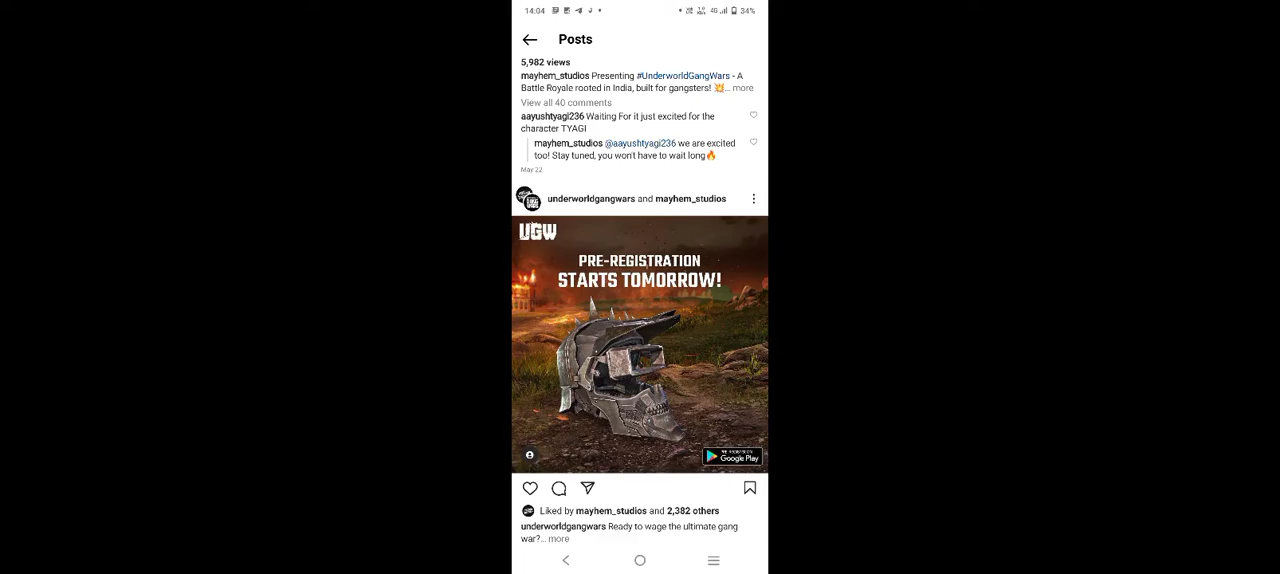 14:04
4G
34%
Posts
5,982 views
mayhem_studios Presenting #UnderworldGangWars - A
Battle Royale rooted in India, built for gangsters! 💥... more
View all 40 comments
aayushtyagi236 Waiting For it just excited for the
character TYAGI
mayhem_studios @aayushtyagi236 we are excited
too! Stay tuned, you won't have to wait long🔥
May 22
underworldgangwars and mayhem_studios
UGW
PRE-REGISTRATION
STARTS TOMORROW!
Google Play
Liked by mayhem_studios and 2,382 others
underworldgangwars Ready to wage the ultimate gang
war?... more